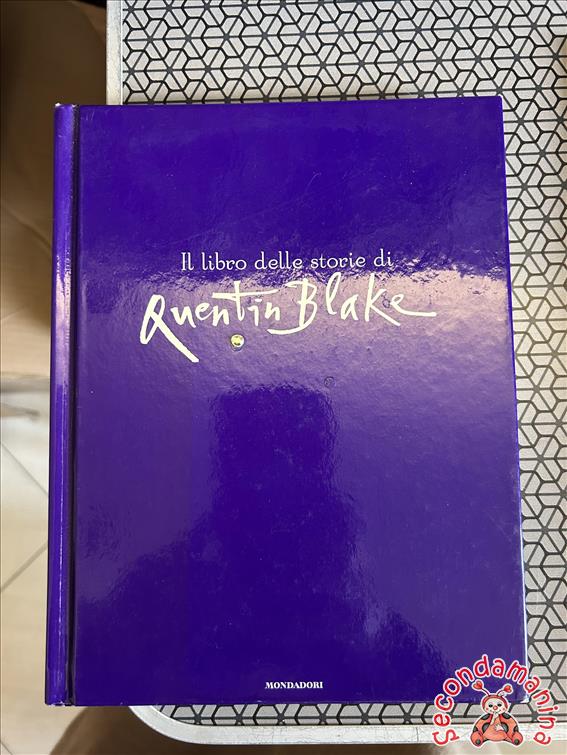 Il libro delle storie di
Quentin Blake
MONDADORI
Secondamanina